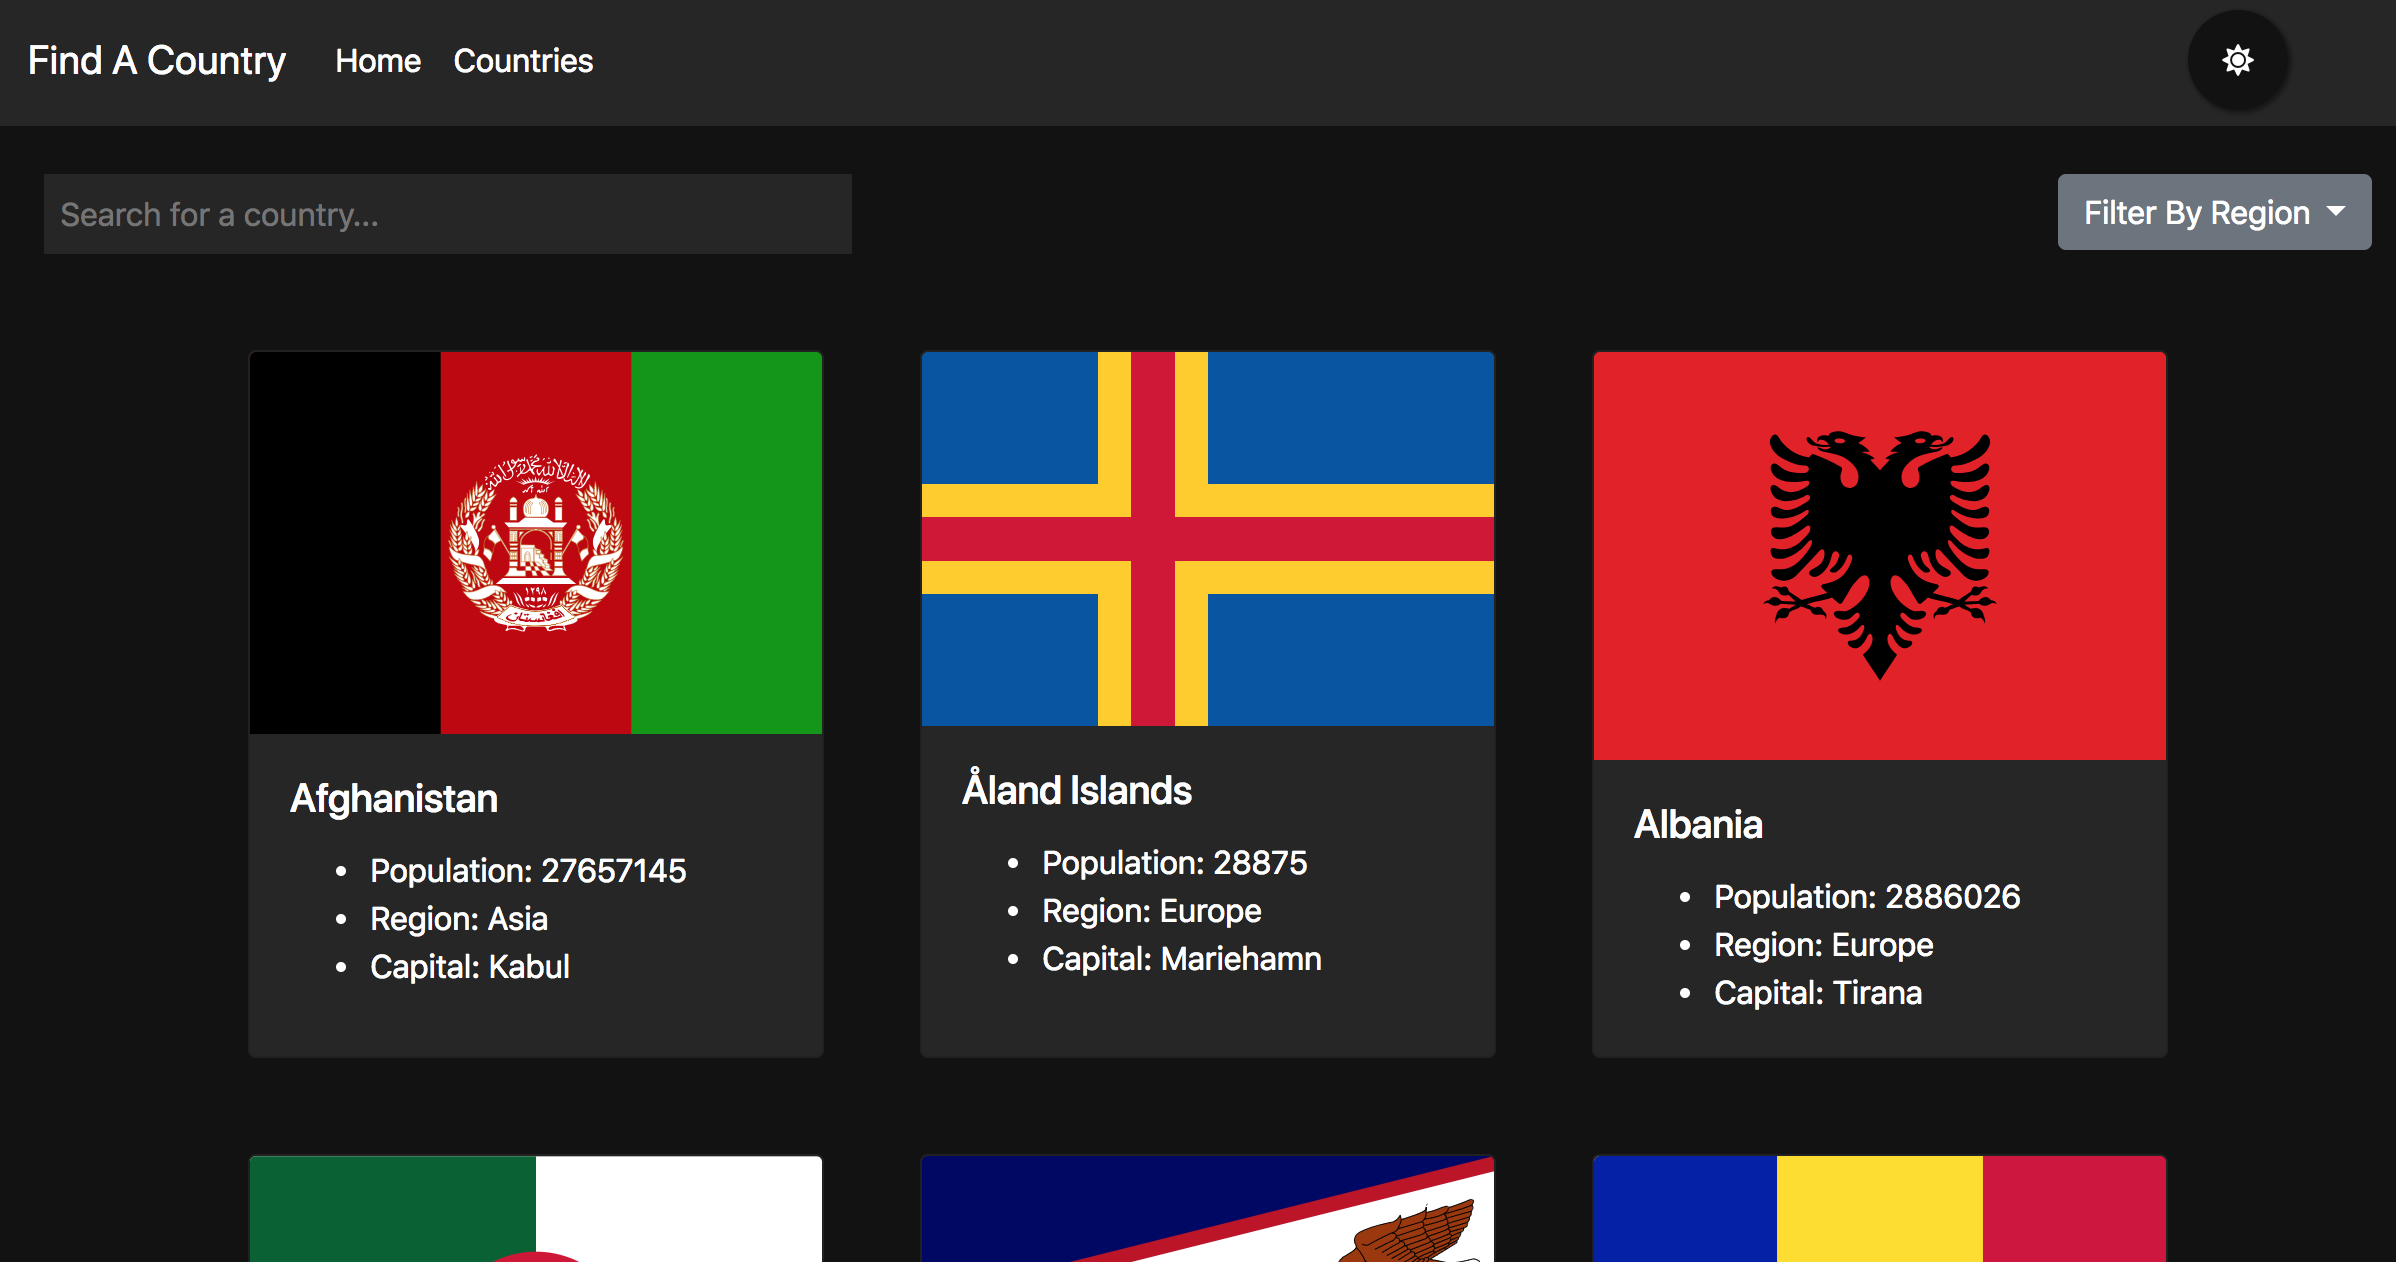 Find A Country Home Countries
Search for a country...
Filter By Region
Afghanistan
• Population: 27657145
• Region: Asia
• Capital: Kabul
Åland Islands
• Population: 28875
• Region: Europe
• Capital: Mariehamn
Albania
• Population: 2886026
• Region: Europe
• Capital: Tirana